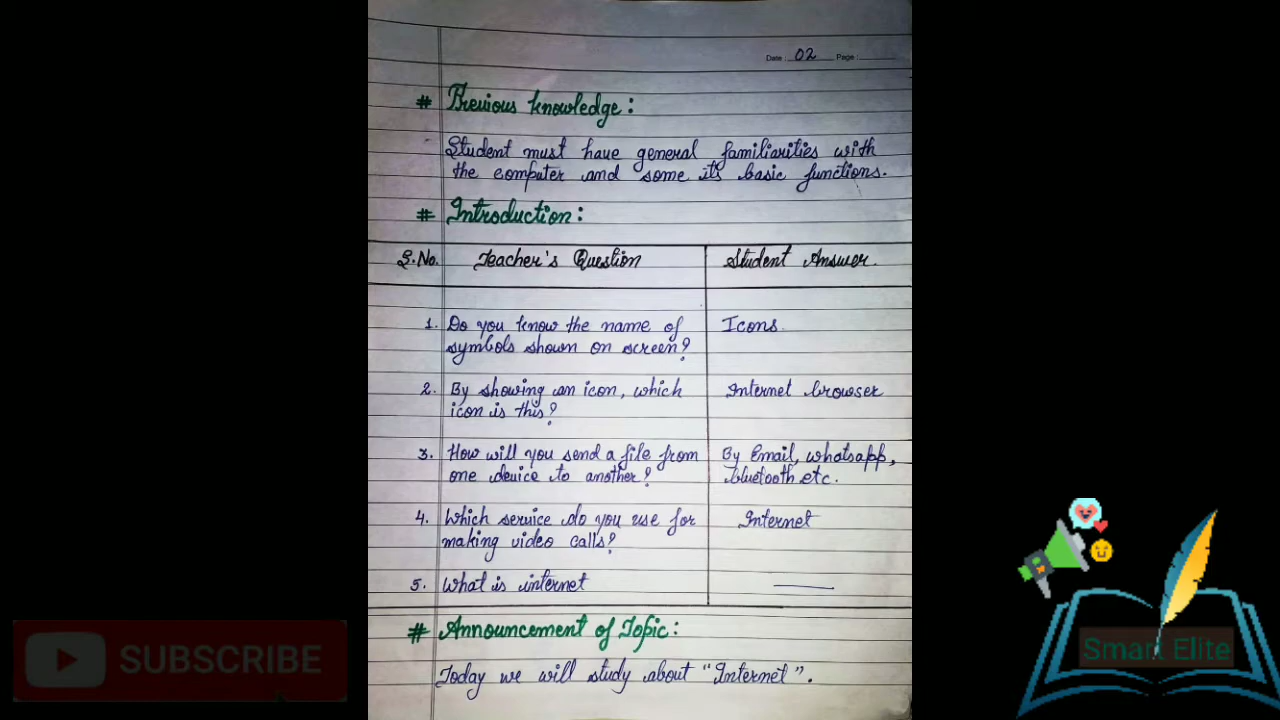 Date : 02 Page :
# Previous knowledge :
Student must have general familiarities with
the computer and some its basic functions.
# Introduction :
S.No. Teacher's Question Student Answer.
1. Do you know the name of Icons.
symbols shown on screen?
2. By showing an icon, which Internet browser
icon is this?
3. How will you send a file from By Email, whatsapp,
one device to another? bluetooth etc.
4. Which service do you use for Internet
making video calls?
5. What is internet
# Announcement of Topic :
Today we will study about "Internet".
SUBSCRIBE
Smart Elite